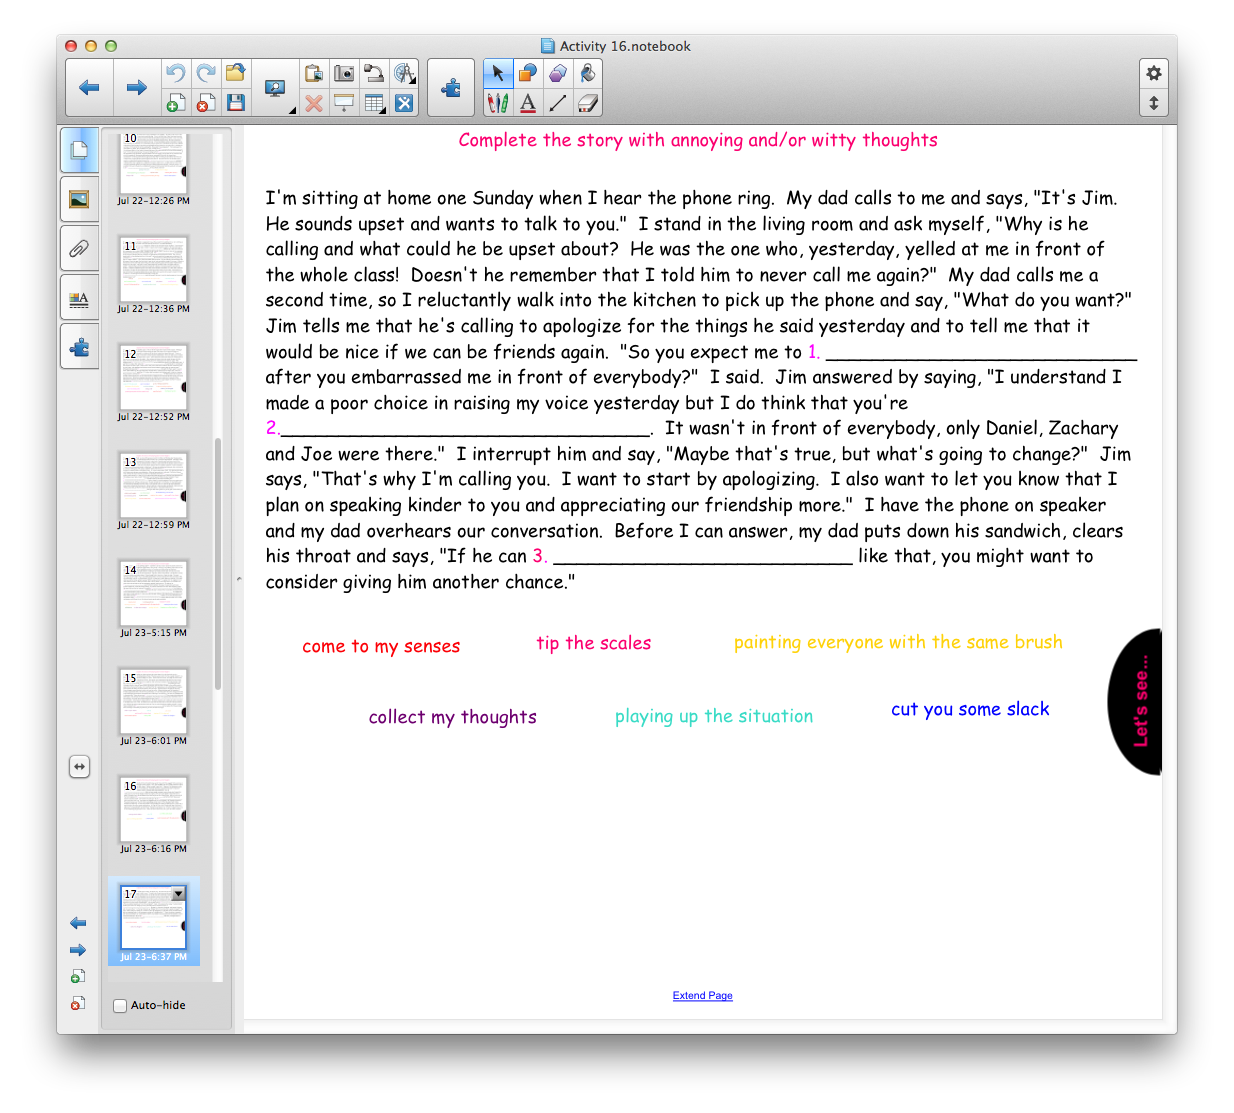 Activity 16.notebook
10
Jul 22-12:26 PM
11
Jul 22-12:36 PM
12
Jul 22-12:52 PM
13
Jul 22-12:59 PM
14
Jul 23-5:15 PM
15
Jul 23-6:01 PM
16
Jul 23-6:16 PM
17
Jul 23-6:37 PM
Auto-hide
Complete the story with annoying and/or witty thoughts
I'm sitting at home one Sunday when I hear the phone ring. My dad calls to me and says, "It's Jim.
He sounds upset and wants to talk to you." I stand in the living room and ask myself, "Why is he
calling and what could he be upset about? He was the one who, yesterday, yelled at me in front of
the whole class! Doesn't he remember that I told him to never call me again?" My dad calls me a
second time, so I reluctantly walk into the kitchen to pick up the phone and say, "What do you want?"
Jim tells me that he's calling to apologize for the things he said yesterday and to tell me that it
would be nice if we can be friends again. "So you expect me to 1. ______________________________
after you embarrassed me in front of everybody?" I said. Jim answered by saying, "I understand I
made a poor choice in raising my voice yesterday but I do think that you're
2.___________________________________. It wasn't in front of everybody, only Daniel, Zachary
and Joe were there." I interrupt him and say, "Maybe that's true, but what's going to change?" Jim
says, "That's why I'm calling you. I want to start by apologizing. I also want to let you know that I
plan on speaking kinder to you and appreciating our friendship more." I have the phone on speaker
and my dad overhears our conversation. Before I can answer, my dad puts down his sandwich, clears
his throat and says, "If he can 3. _____________________________ like that, you might want to
consider giving him another chance."
come to my senses
tip the scales
painting everyone with the same brush
collect my thoughts
playing up the situation
cut you some slack
Let's see...
Extend Page